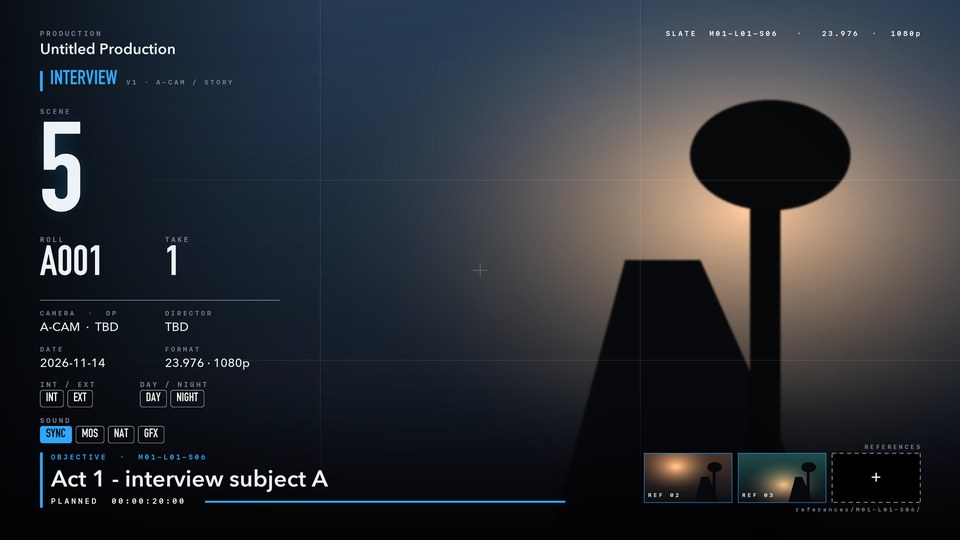 PRODUCTION
Untitled Production
INTERVIEW V1 · A-CAM / STORY
SLATE M01-L01-S06 · 23.976 · 1080p
SCENE
5
ROLL TAKE
A001 1
CAMERA · DP DIRECTOR
A-CAM · TBD TBD
DATE FORMAT
2026-11-14 23.976 · 1080p
INT / EXT DAY / NIGHT
INT EXT DAY NIGHT
SOUND
SYNC MOS NAT GFX
OBJECTIVE · M01-L01-S06
Act 1 - interview subject A
PLANNED 00:00:20:00
REFERENCES
REF 02 REF 03 +
references/M01-L01-S06/